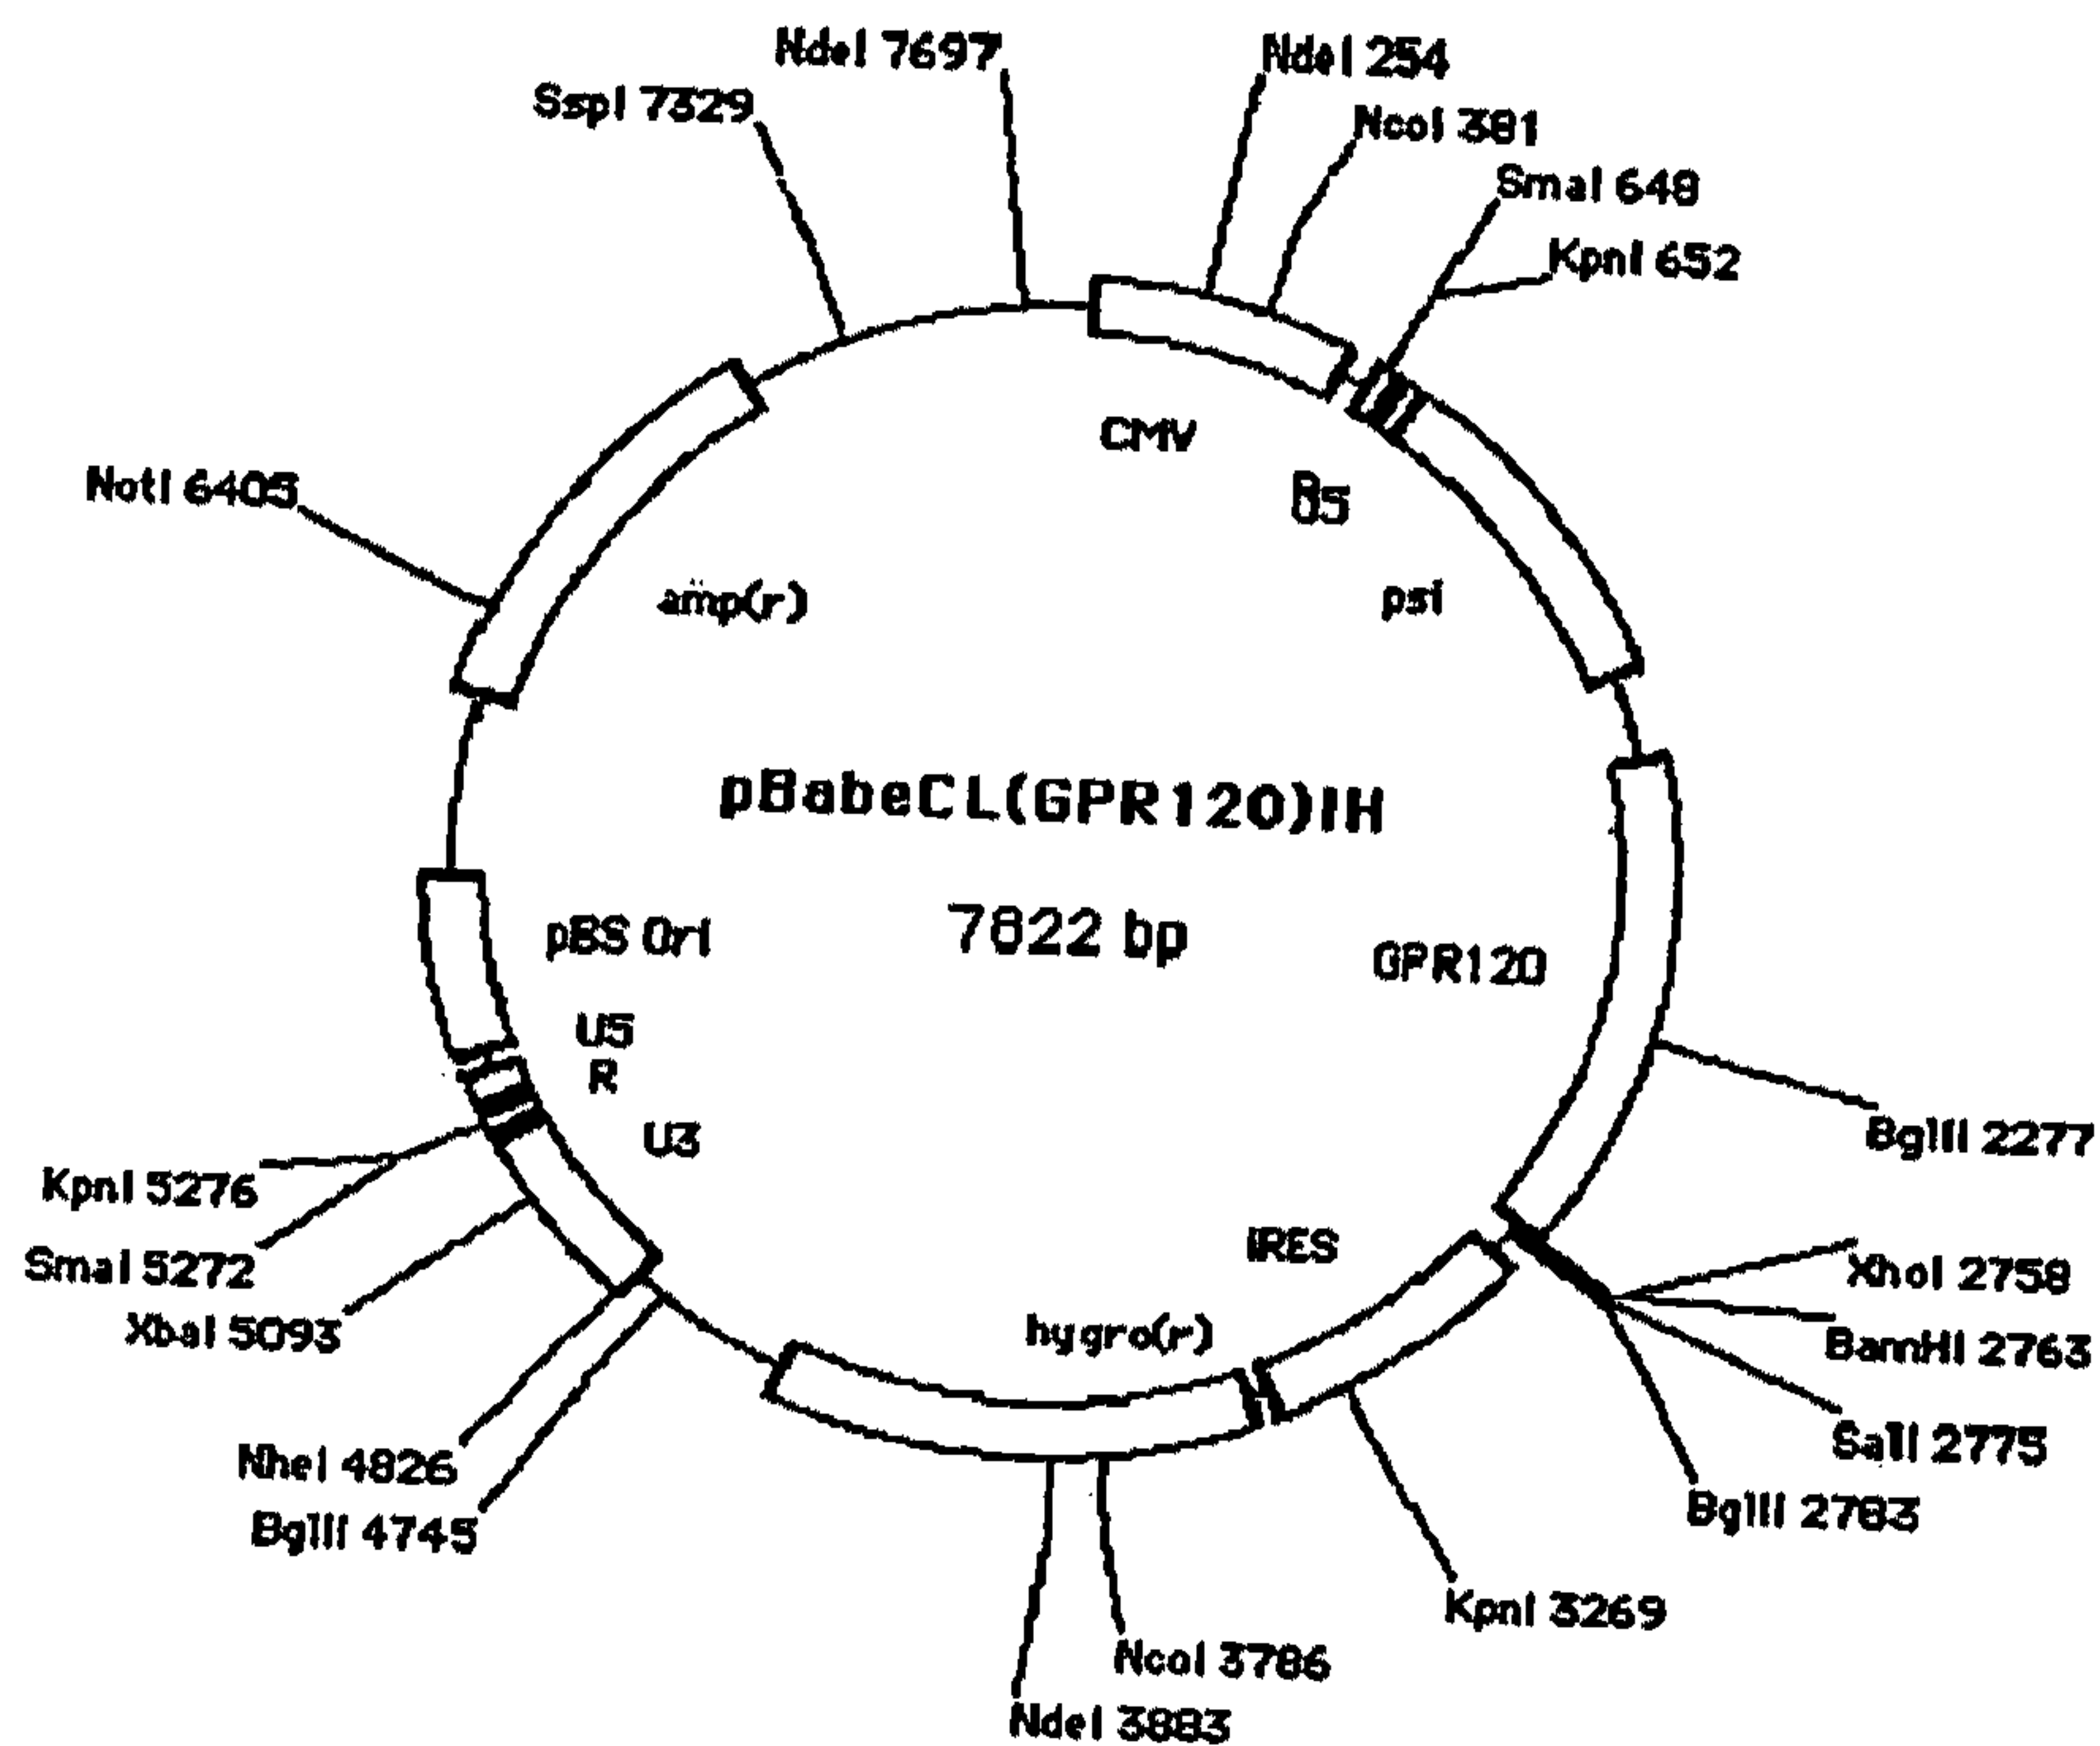 NdeI 7697
NdeI 254
SspI 7329
NcoI 381
SmaI 648
KpnI 652
CMV
NotI 6405
R
U5
amp(r)
psi
pBabeCL(GPR120)IH
7822 bp
pBS Ori
GPR120
U5
R
U3
BglII 2277
KpnI 5276
SmaI 5272
XbaI 5093
IRES
XhoI 2758
BamHI 2763
hygro(r)
SalI 2775
NheI 4826
BglII 2783
BglII 4745
KpnI 3269
NcoI 3786
NdeI 3883